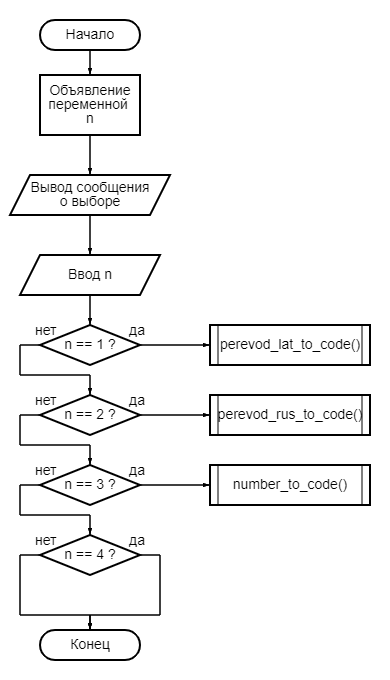 Начало
Объявление
переменной
n
Вывод сообщения
о выборе
Ввод n
нет
да
n == 1 ?
perevod_lat_to_code()
нет
да
n == 2 ?
perevod_rus_to_code()
нет
да
n == 3 ?
number_to_code()
нет
да
n == 4 ?
Конец